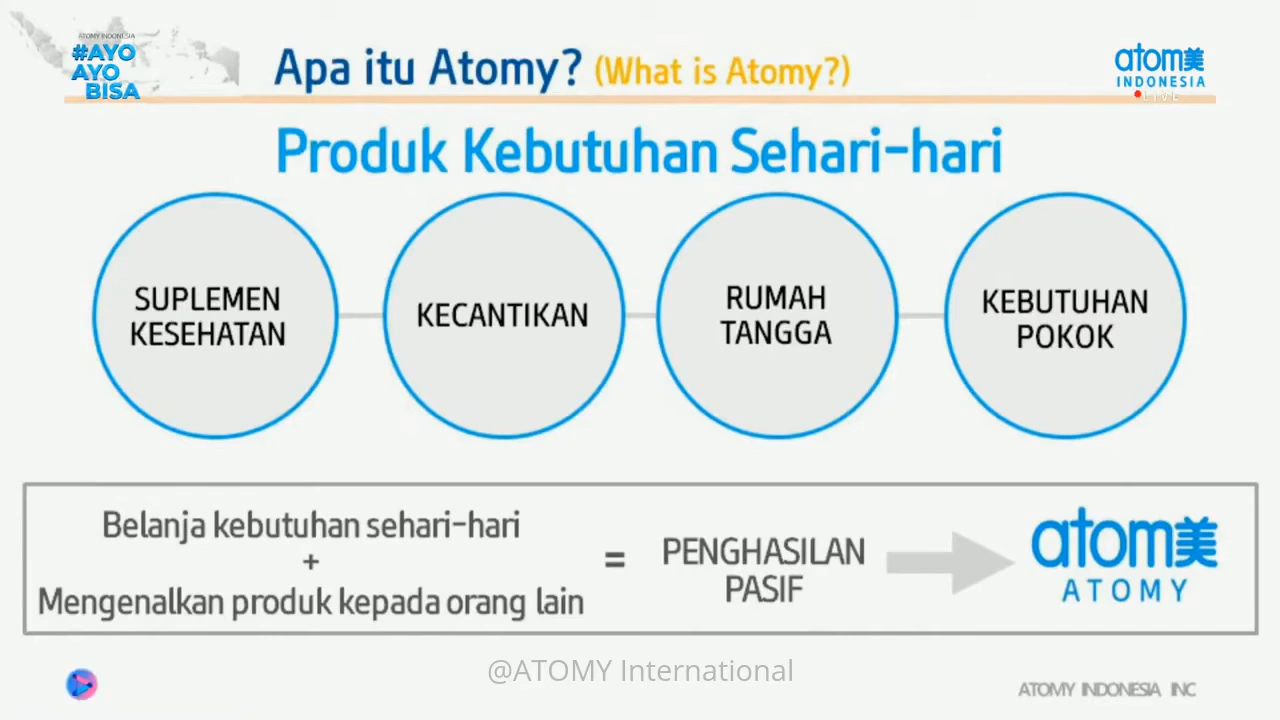 ATOMY INDONESIA
#AYO
AYO
BISA
Apa itu Atomy? (What is Atomy?)
atom美
INDONESIA
LIVE
Produk Kebutuhan Sehari-hari
SUPLEMEN
KESEHATAN
KECANTIKAN
RUMAH
TANGGA
KEBUTUHAN
POKOK
Belanja kebutuhan sehari-hari
+
Mengenalkan produk kepada orang lain
=
PENGHASILAN
PASIF
atom美
ATOMY
@ATOMY International
ATOMY INDONESIA INC